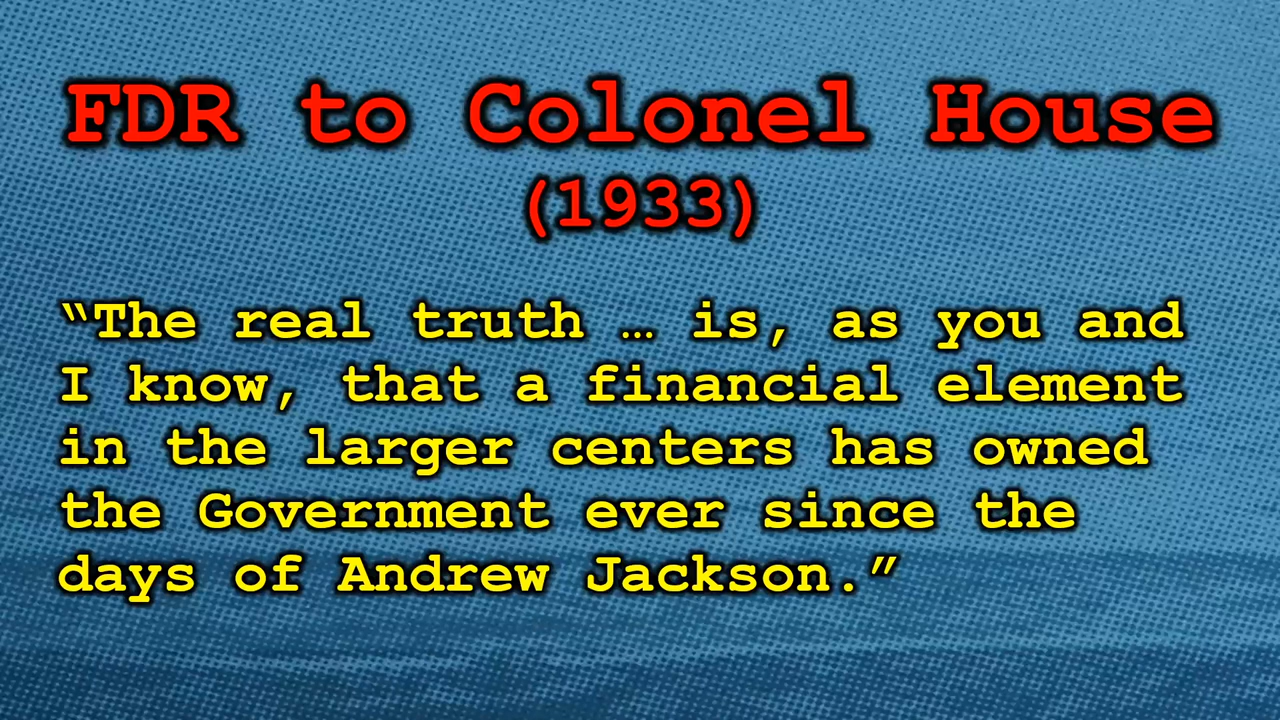 FDR to Colonel House
(1933)
“The real truth … is, as you and
I know, that a financial element
in the larger centers has owned
the Government ever since the
days of Andrew Jackson.”